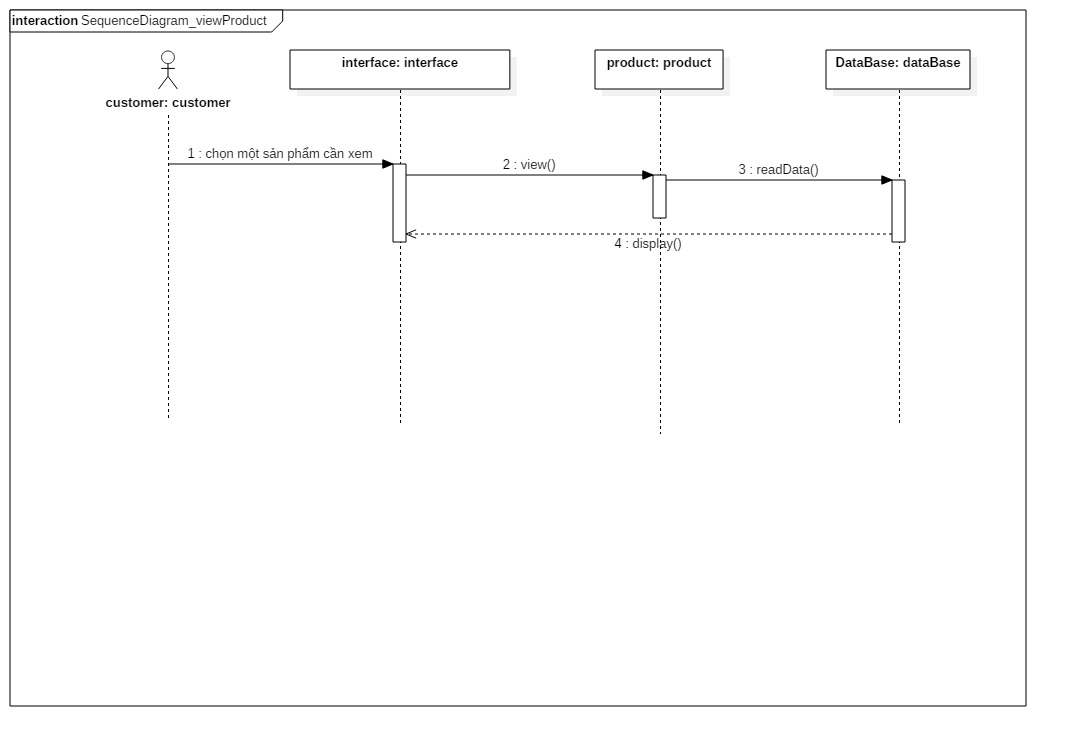 interaction SequenceDiagram_viewProduct
customer: customer
interface: interface
product: product
DataBase: dataBase
1 : chọn một sản phẩm cần xem
2 : view()
3 : readData()
4 : display()